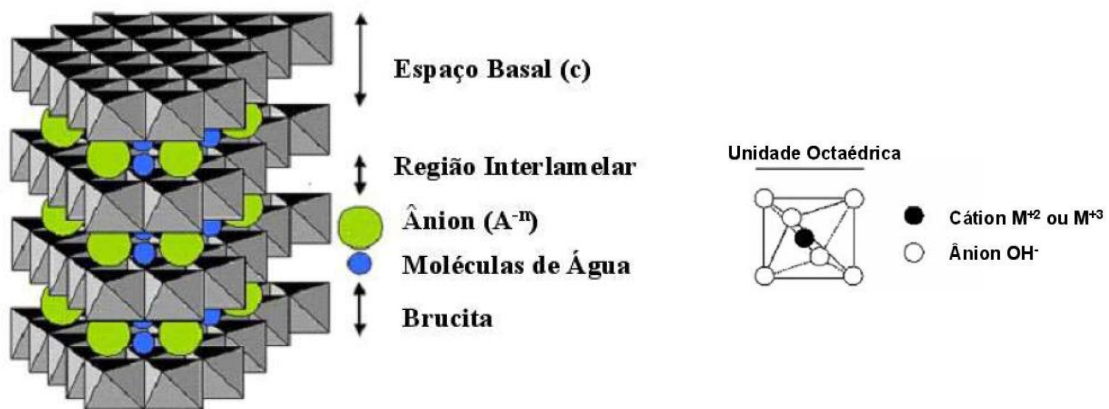 Espaço Basal (c)
Região Interlamelar
Ânion (A⁻ⁿ)
Moléculas de Água
Brucita
Unidade Octaédrica
Cátion M⁺² ou M⁺³
Ânion OH⁻